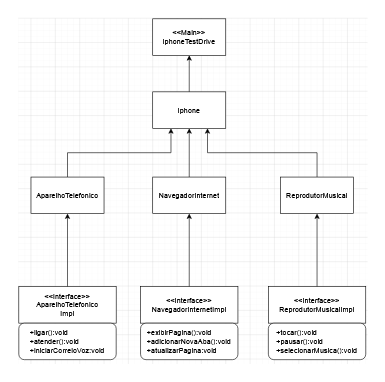 <<Main>>
IphoneTestDrive
Iphone
AparelhoTelefonico
NavegadorInternet
ReprodutorMusical
<<Interface>>
AparelhoTelefonico
Impl
+ligar():void
+atender():void
+iniciarCorreioVoz:void
<<Interface>>
NavegadorInternetImpl
+exibirPagina():void
+adicionarNovaAba():void
+atualizarPagina:void
<<Interface>>
ReprodutorMusicalImpl
+tocar():void
+pausar():void
+selecionarMusica():void